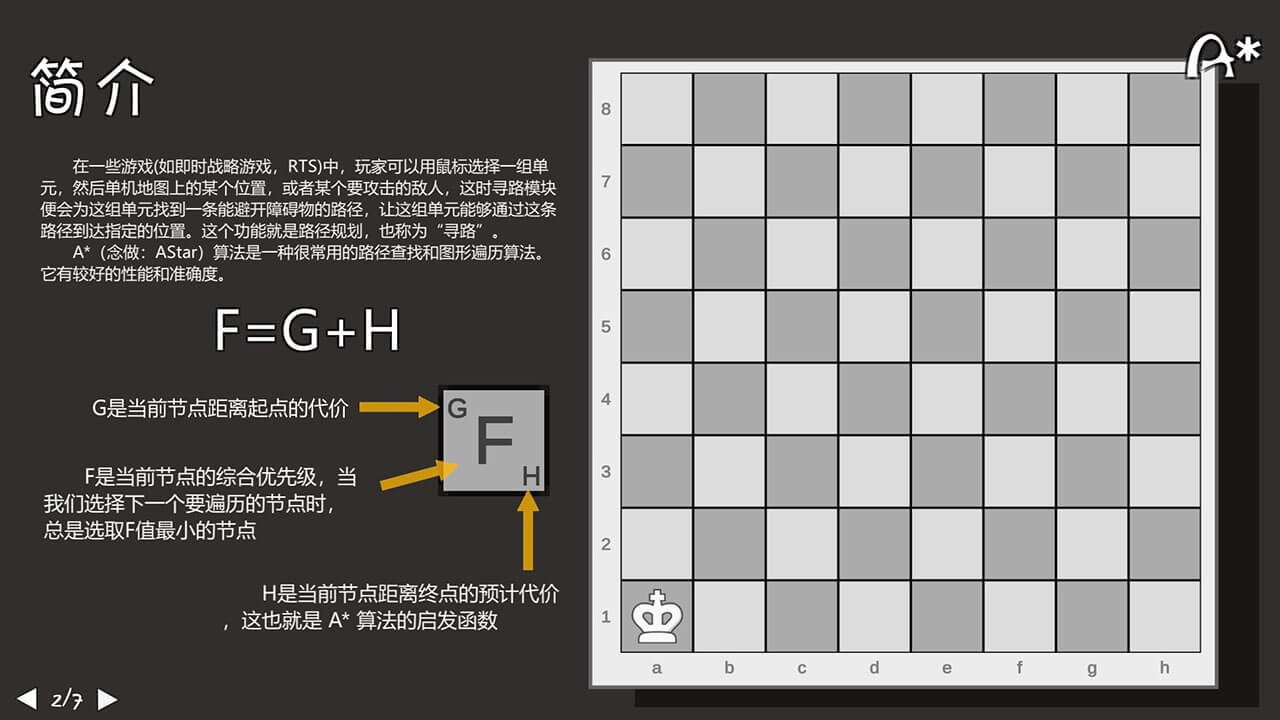 简介
在一些游戏(如即时战略游戏，RTS)中，玩家可以用鼠标选择一组单
元，然后单机地图上的某个位置，或者某个要攻击的敌人，这时寻路模块
便会为这组单元找到一条能避开障碍物的路径，让这组单元能够通过这条
路径到达指定的位置。这个功能就是路径规划，也称为“寻路”。
A*（念做：AStar）算法是一种很常用的路径查找和图形遍历算法。
它有较好的性能和准确度。
F=G+H
G是当前节点距离起点的代价
G
F
H
F是当前节点的综合优先级，当
我们选择下一个要遍历的节点时，
总是选取F值最小的节点
H是当前节点距离终点的预计代价
，这也就是 A* 算法的启发函数
2/7
A*
8
7
6
5
4
3
2
1
a b c d e f g h